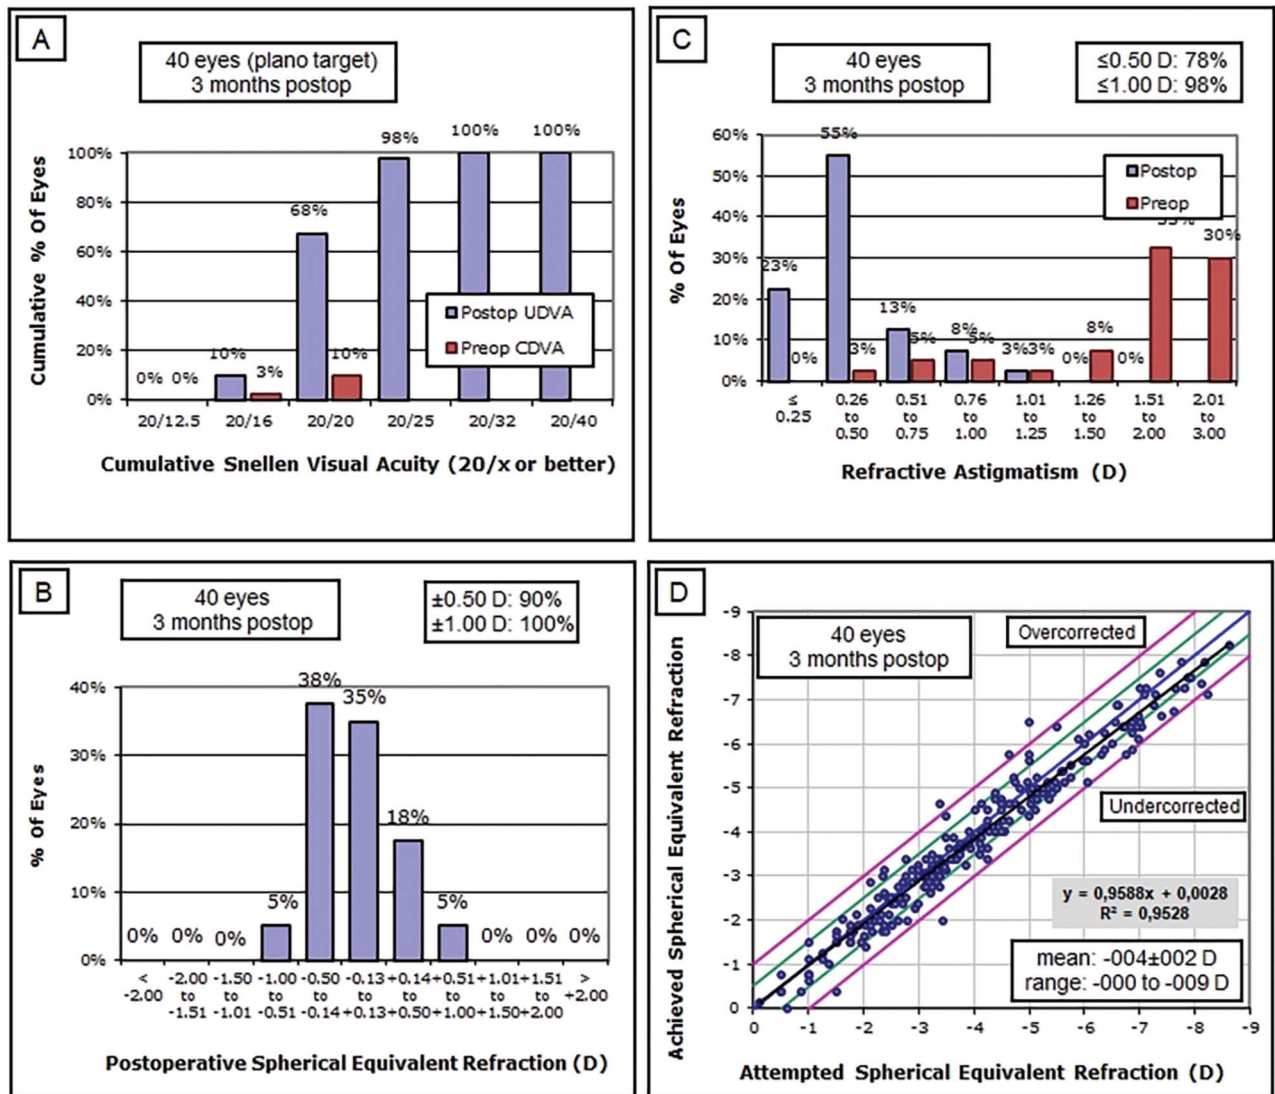 A
40 eyes (plano target)
3 months postop
Cumulative % Of Eyes
100%
80%
60%
40%
20%
0%
0% 0%
10%
3%
68%
10%
98%
100%
100%
Postop UDVA
Preop CDVA
20/12.5 20/16 20/20 20/25 20/32 20/40
Cumulative Snellen Visual Acuity (20/x or better)
C
40 eyes
3 months postop
≤0.50 D: 78%
≤1.00 D: 98%
% Of Eyes
60%
50%
40%
30%
20%
10%
0%
23%
0%
55%
3%
13%
5%
8%
5%
3%
3%
0%
8%
0%
30%
Postop
Preop
≤ 0.26 0.51 0.76 1.01 1.26 1.51 2.01
0.25 to to to to to to to
0.50 0.75 1.00 1.25 1.50 2.00 3.00
Refractive Astigmatism (D)
B
40 eyes
3 months postop
±0.50 D: 90%
±1.00 D: 100%
% Of Eyes
40%
30%
20%
10%
0%
0% 0% 0% 5% 38% 35% 18% 5% 0% 0% 0%
< -2.00 -1.50 -1.00 -0.50 -0.13 +0.14 +0.51 +1.01 +1.51 >
-2.00 to to to to to to to to to +2.00
-1.51 -1.01 -0.51 -0.14 +0.13 +0.50 +1.00 +1.50 +2.00
Postoperative Spherical Equivalent Refraction (D)
D
40 eyes
3 months postop
Overcorrected
Undercorrected
Achieved Spherical Equivalent Refraction
-9
-8
-7
-6
-5
-4
-3
-2
-1
0
y = 0,9588x + 0,0028
R² = 0,9528
mean: -004±002 D
range: -000 to -009 D
0 -1 -2 -3 -4 -5 -6 -7 -8 -9
Attempted Spherical Equivalent Refraction (D)